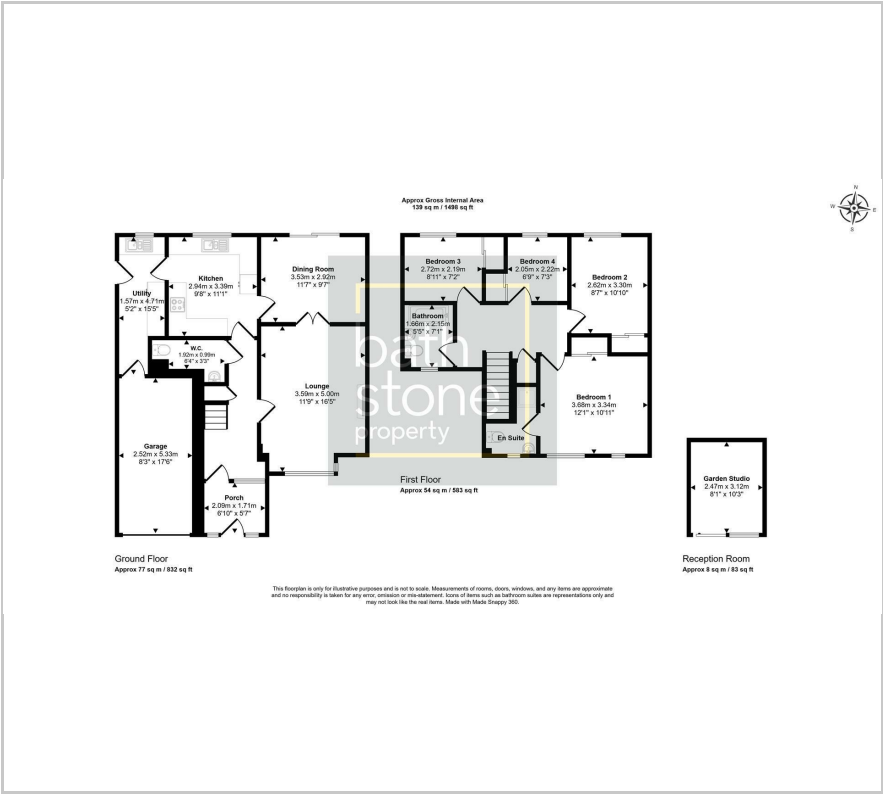 Approx Gross Internal Area
139 sq m / 1498 sq ft
N
W
E
S
Utility
1.57m x 4.71m
5'2" x 15'5"
Kitchen
2.94m x 3.39m
9'8" x 11'1"
Dining Room
3.53m x 2.92m
11'7" x 9'7"
W.C.
1.92m x 0.99m
6'4" x 3'3"
Lounge
3.59m x 5.00m
11'9" x 16'5"
Garage
2.52m x 5.33m
8'3" x 17'6"
Porch
2.09m x 1.71m
6'10" x 5'7"
Ground Floor
Approx 77 sq m / 832 sq ft
Bedroom 3
2.72m x 2.19m
8'11" x 7'2"
Bedroom 4
2.05m x 2.22m
6'9" x 7'3"
Bedroom 2
2.62m x 3.30m
8'7" x 10'10"
Bathroom
1.66m x 2.15m
5'5" x 7'1"
Bedroom 1
3.68m x 3.34m
12'1" x 10'11"
En Suite
bath
stone
property
First Floor
Approx 54 sq m / 583 sq ft
Garden Studio
2.47m x 3.12m
8'1" x 10'3"
Reception Room
Approx 8 sq m / 83 sq ft
This floorplan is only for illustrative purposes and is not to scale. Measurements of rooms, doors, windows, and any items are approximate
and no responsibility is taken for any error, omission or mis-statement. Icons of items such as bathroom suites are representations only and
may not look like the real items. Made with Made Snappy 360.